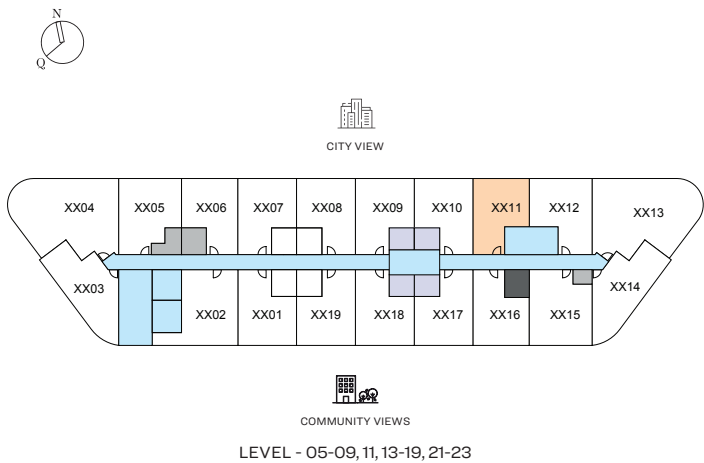 N
Q
CITY VIEW
XX04 XX05 XX06 XX07 XX08 XX09 XX10 XX11 XX12 XX13
XX03 XX14
XX02 XX01 XX19 XX18 XX17 XX16 XX15
COMMUNITY VIEWS
LEVEL - 05-09, 11, 13-19, 21-23